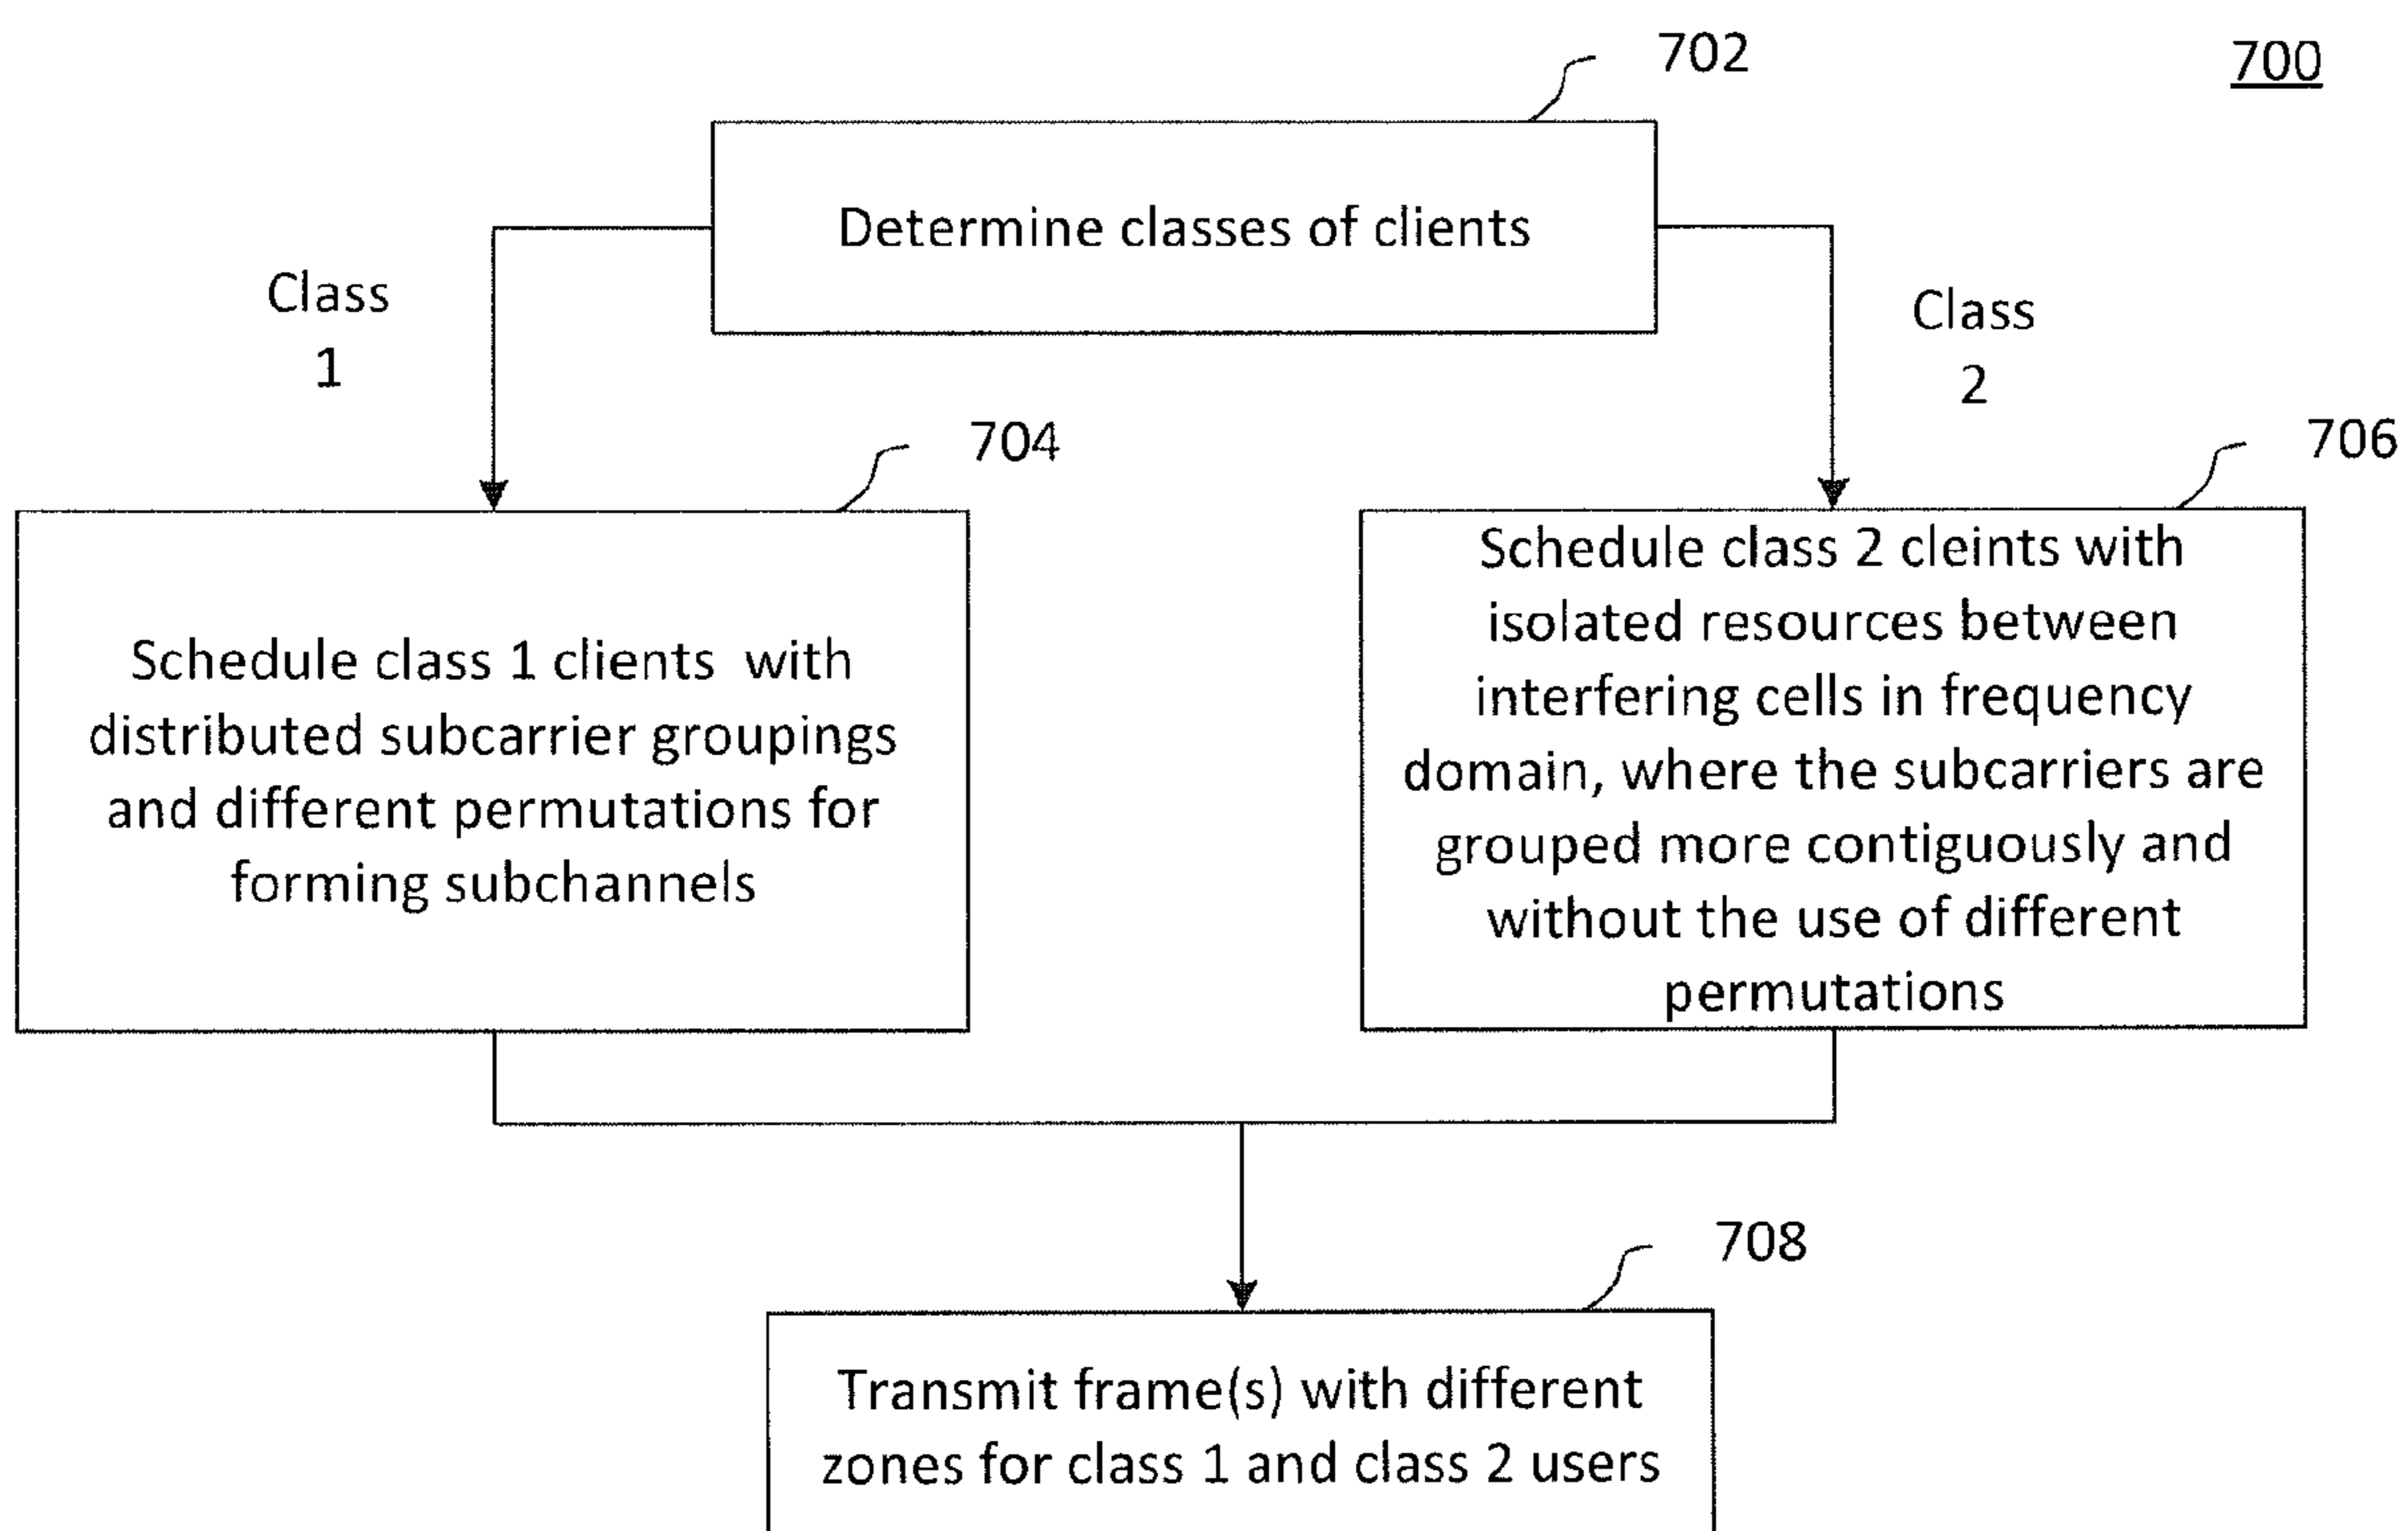 702
700
Determine classes of clients
Class
1
Class
2
704
706
Schedule class 1 clients with
distributed subcarrier groupings
and different permutations for
forming subchannels
Schedule class 2 cleints with
isolated resources between
interfering cells in frequency
domain, where the subcarriers are
grouped more contiguously and
without the use of different
permutations
708
Transmit frame(s) with different
zones for class 1 and class 2 users